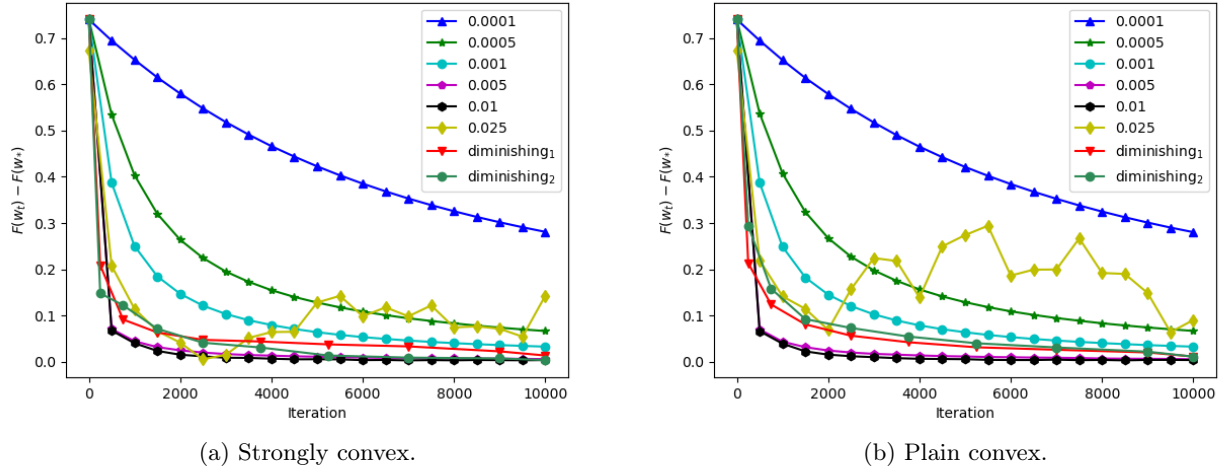 0.7
0.6
0.5
0.4
0.3
0.2
0.1
0.0
F(w_t) − F(w_*)
0.0001
0.0005
0.001
0.005
0.01
0.025
diminishing₁
diminishing₂
0 2000 4000 6000 8000 10000
Iteration
(a) Strongly convex.
0.7
0.6
0.5
0.4
0.3
0.2
0.1
0.0
F(w_t) − F(w_*)
0.0001
0.0005
0.001
0.005
0.01
0.025
diminishing₁
diminishing₂
0 2000 4000 6000 8000 10000
Iteration
(b) Plain convex.